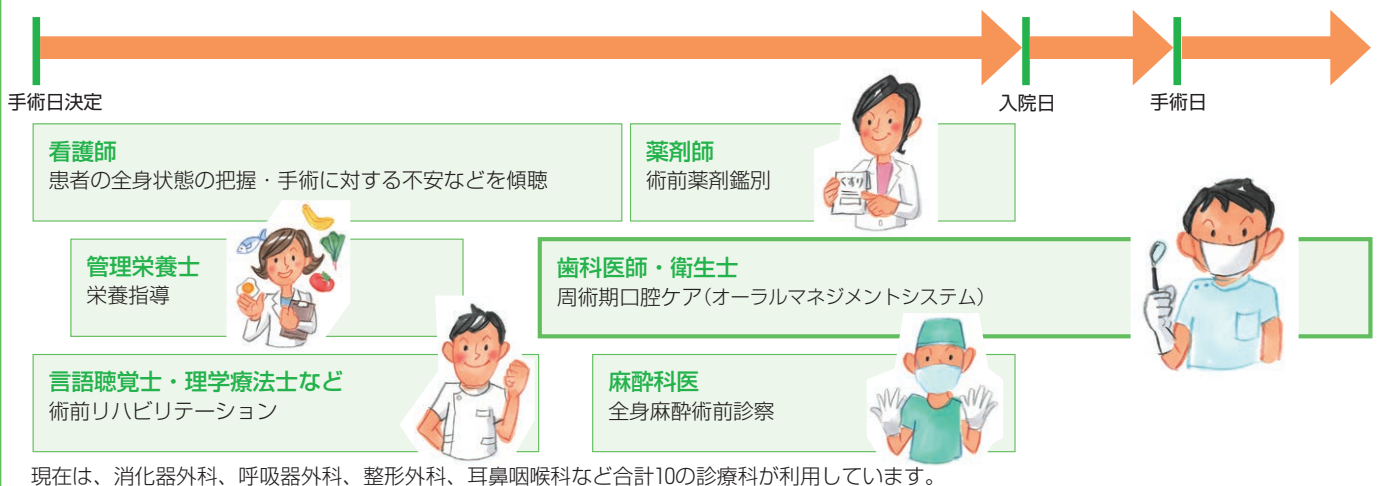 手術日決定
入院日
手術日
看護師
患者の全身状態の把握・手術に対する不安などを傾聴
薬剤師
術前薬剤鑑別
くすり
管理栄養士
栄養指導
歯科医師・衛生士
周術期口腔ケア(オーラルマネジメントシステム)
言語聴覚士・理学療法士など
術前リハビリテーション
麻酔科医
全身麻酔術前診察
現在は、消化器外科、呼吸器外科、整形外科、耳鼻咽喉科など合計10の診療科が利用しています。